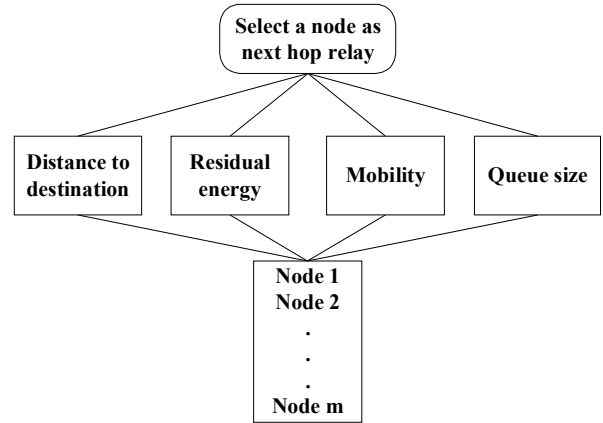 Select a node as
next hop relay
Distance to
destination
Residual
energy
Mobility
Queue size
Node 1
Node 2
.
.
.
Node m